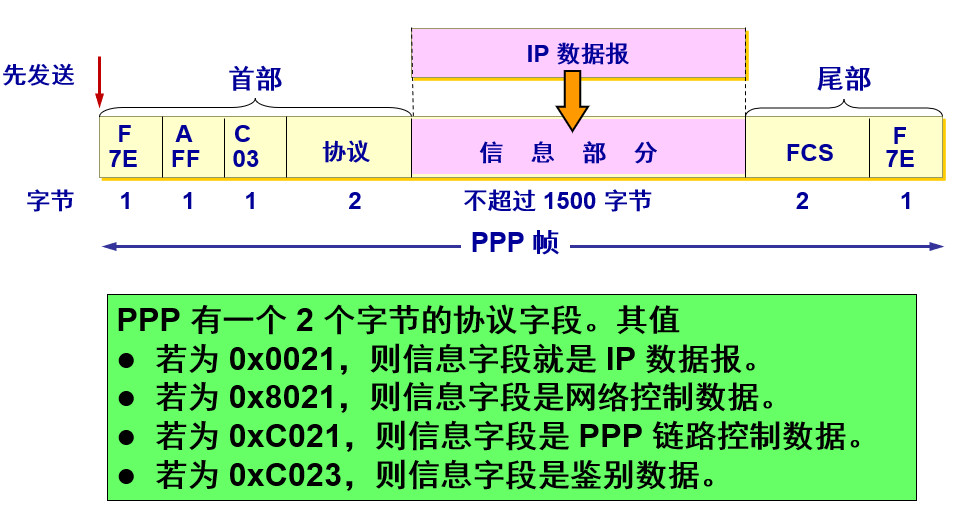 IP 数据报
先发送
首部
尾部
F A C F
7E FF 03 协议 信 息 部 分 FCS 7E
字节 1 1 1 2 不超过 1500 字节 2 1
PPP 帧
PPP 有一个 2 个字节的协议字段。其值
● 若为 0x0021，则信息字段就是 IP 数据报。
● 若为 0x8021，则信息字段是网络控制数据。
● 若为 0xC021，则信息字段是 PPP 链路控制数据。
● 若为 0xC023，则信息字段是鉴别数据。